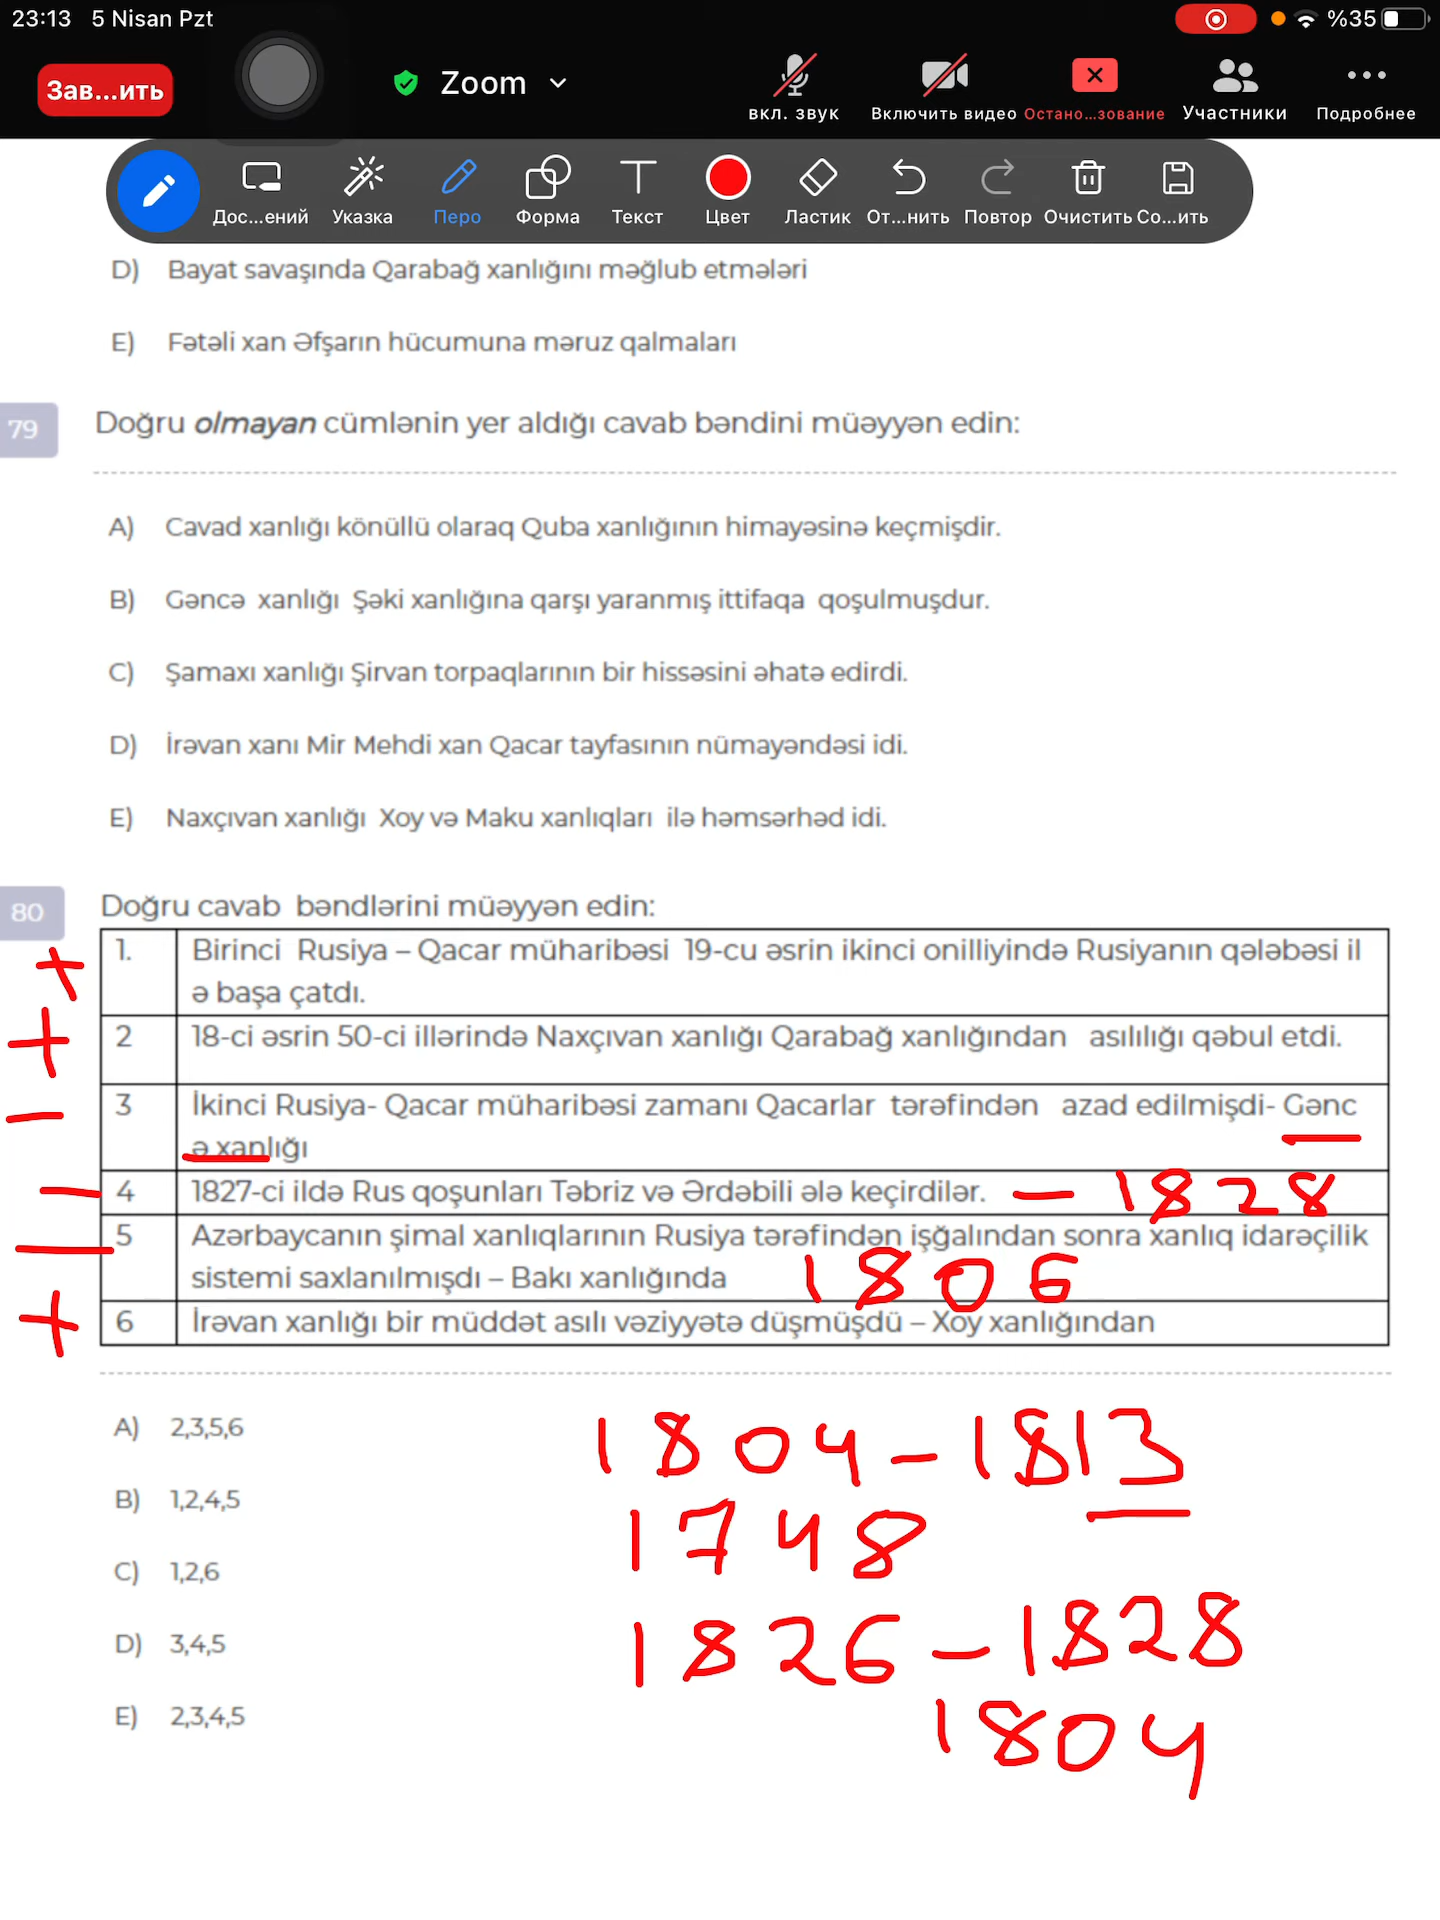 23:13 5 Nisan Pzt %35
Зав...ить Zoom вкл. звук Включить видео Остано...зование Участники Подробнее
Дос...ений Указка Перо Форма Текст Цвет Ластик От...нить Повтор Очистить Со...ить
D) Bayat savaşında Qarabağ xanlığını məğlub etmələri
E) Fətəli xan Əfşarın hücumuna məruz qalmaları
79 Doğru olmayan cümlənin yer aldığı cavab bəndini müəyyən edin:
A) Cavad xanlığı könüllü olaraq Quba xanlığının himayəsinə keçmişdir.
B) Gəncə xanlığı Şəki xanlığına qarşı yaranmış ittifaqa qoşulmuşdur.
C) Şamaxı xanlığı Şirvan torpaqlarının bir hissəsini əhatə edirdi.
D) İrəvan xanı Mir Mehdi xan Qacar tayfasının nümayəndəsi idi.
E) Naxçıvan xanlığı Xoy və Maku xanlıqları ilə həmsərhəd idi.
80 Doğru cavab bəndlərini müəyyən edin:
+ 1. Birinci Rusiya – Qacar müharibəsi 19-cu əsrin ikinci onilliyində Rusiyanın qələbəsi il
ə başa çatdı.
+ 2 18-ci əsrin 50-ci illərində Naxçıvan xanlığı Qarabağ xanlığından asılılığı qəbul etdi.
– 3 İkinci Rusiya- Qacar müharibəsi zamanı Qacarlar tərəfindən azad edilmişdi- Gənc
ə xanlığı
– 4 1827-ci ildə Rus qoşunları Təbriz və Ərdəbili ələ keçirdilər. – 1828
– 5 Azərbaycanın şimal xanlıqlarının Rusiya tərəfindən işğalından sonra xanlıq idarəçilik
sistemi saxlanılmışdı – Bakı xanlığında 1806
+ 6 İrəvan xanlığı bir müddət asılı vəziyyətə düşmüşdü – Xoy xanlığından
A) 2,3,5,6
1804 – 1813
B) 1,2,4,5
1748
C) 1,2,6
D) 3,4,5
1826 – 1828
E) 2,3,4,5
1804